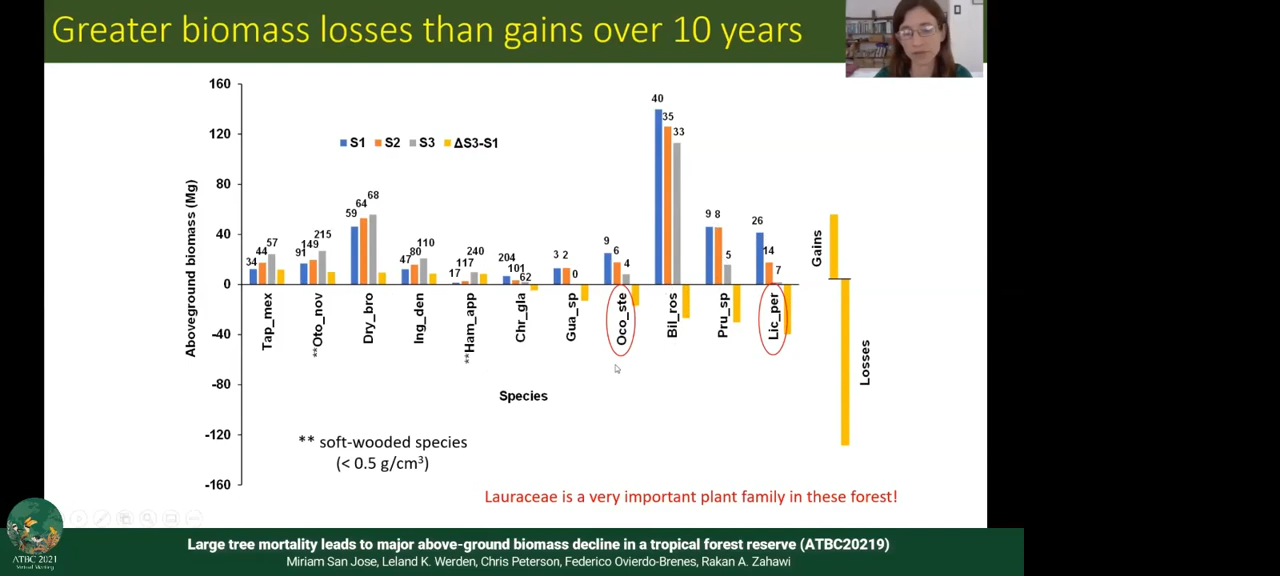 Greater biomass losses than gains over 10 years
160
120
80
40
0
-40
-80
-120
-160
Aboveground biomass (Mg)
S1 S2 S3 ΔS3-S1
34 44 57
91 149 215
59 64 68
47 80 110
17 117 240
204 101 62
3 2 0
9 6 4
40 35 33
9 8 5
26 14 7
Tap_mex
**Oto_nov
Dry_bro
Ing_den
**Ham_app
Chr_gla
Gua_sp
Oco_ste
Bil_ros
Pru_sp
Lic_per
Gains
Losses
Species
** soft-wooded species
(< 0.5 g/cm³)
Lauraceae is a very important plant family in these forest!
ATBC 2021
Virtual Meeting
Large tree mortality leads to major above-ground biomass decline in a tropical forest reserve (ATBC20219)
Miriam San Jose, Leland K. Werden, Chris Peterson, Federico Oviedo-Brenes, Rakan A. Zahawi